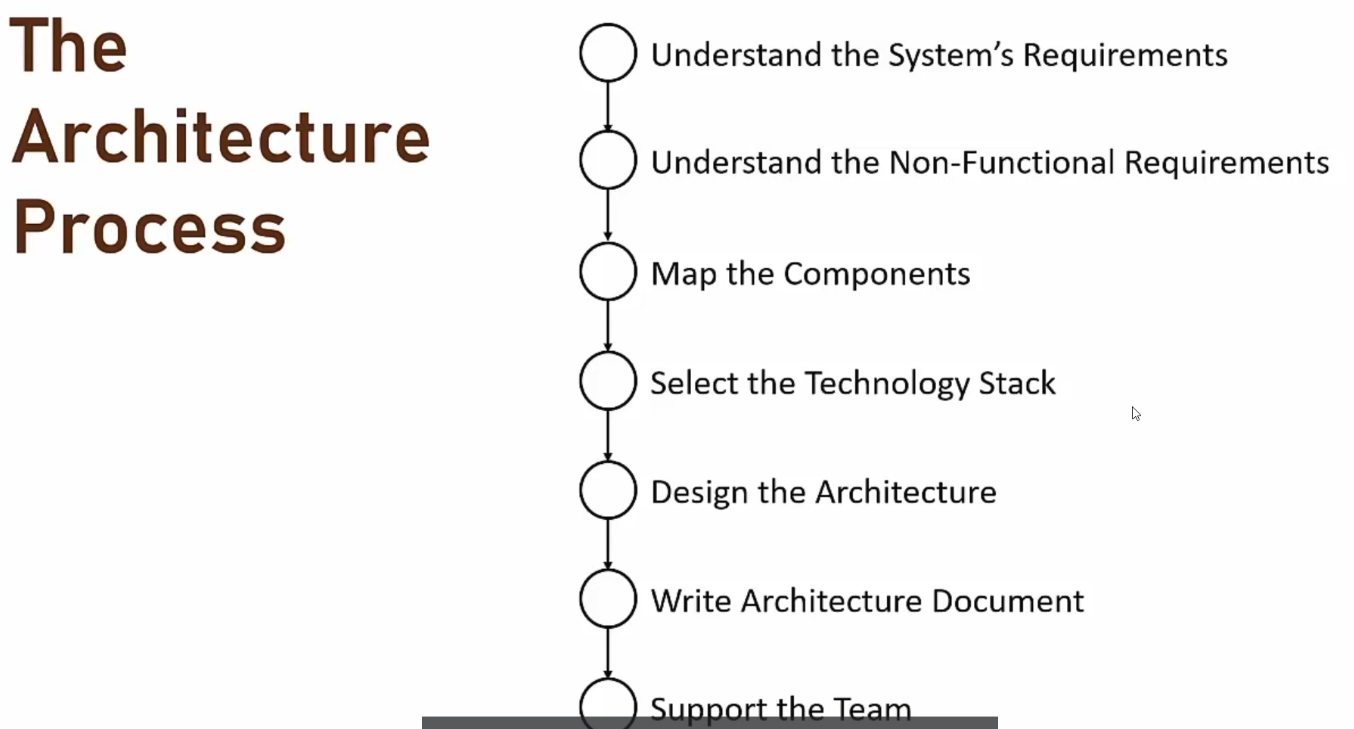 The
Architecture
Process
Understand the System’s Requirements
Understand the Non-Functional Requirements
Map the Components
Select the Technology Stack
Design the Architecture
Write Architecture Document
Support the Team